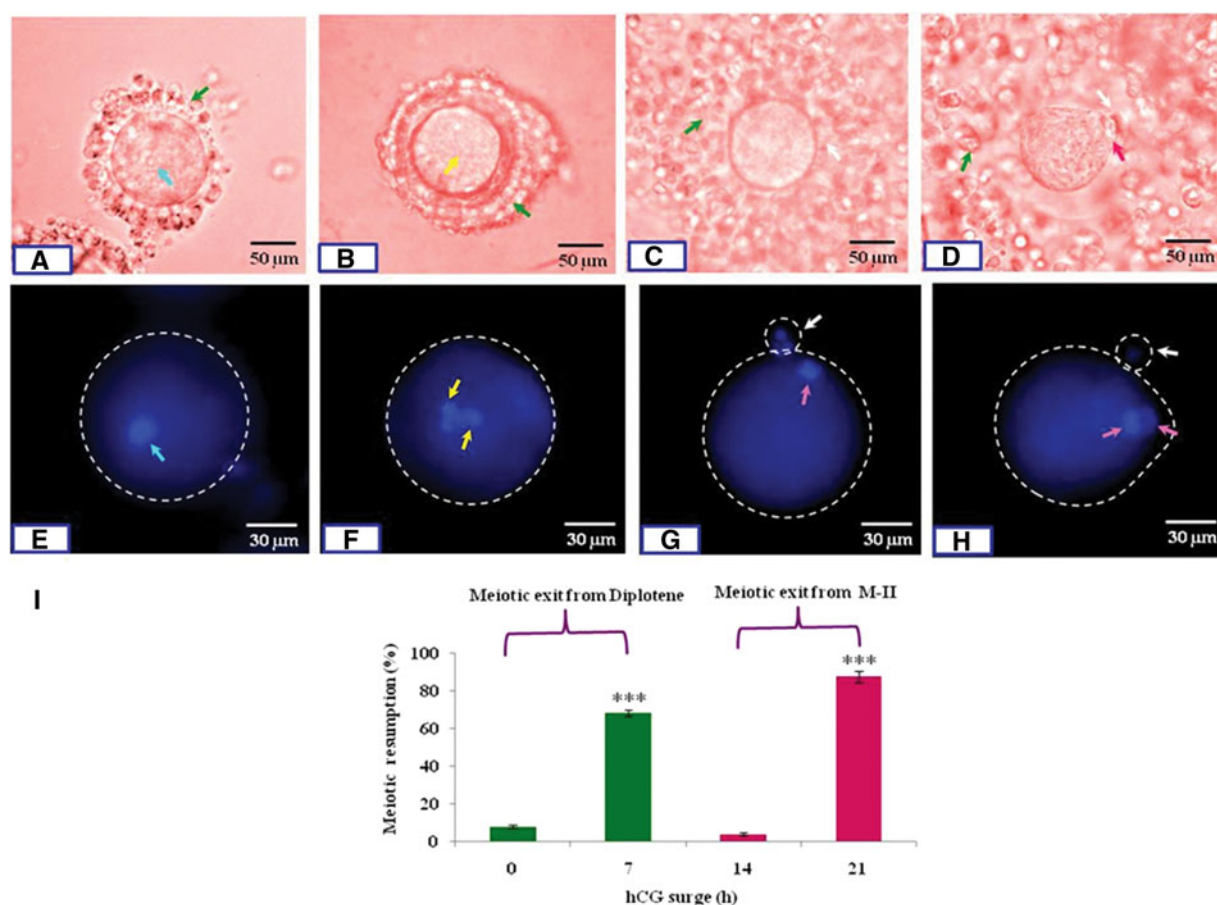 A
50 µm
B
50 µm
C
50 µm
D
50 µm
E
30 µm
F
30 µm
G
30 µm
H
30 µm
I
Meiotic exit from Diplotene
Meiotic exit from M-II
Meiotic resumption (%)
100
80
60
40
20
0
***
***
0 7 14 21
hCG surge (h)